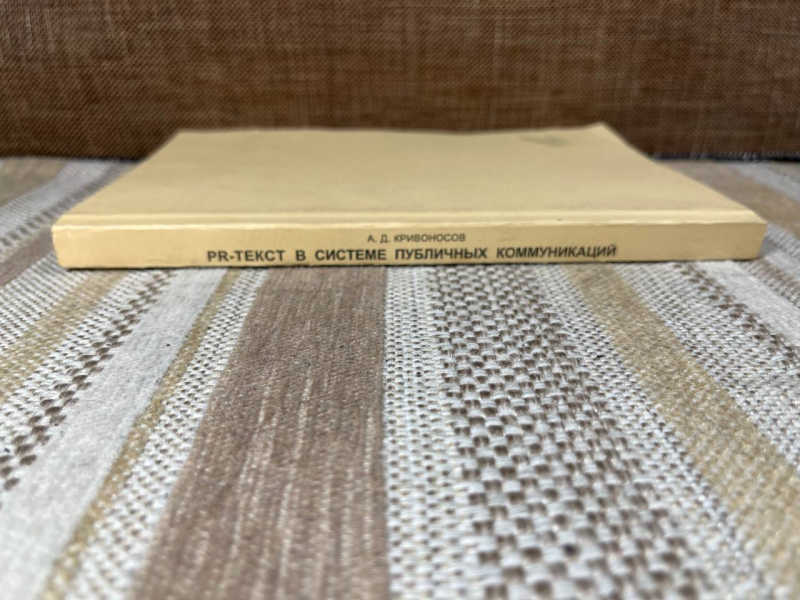 А. Д. КРИВОНОСОВ
PR-ТЕКСТ В СИСТЕМЕ ПУБЛИЧНЫХ КОММУНИКАЦИЙ